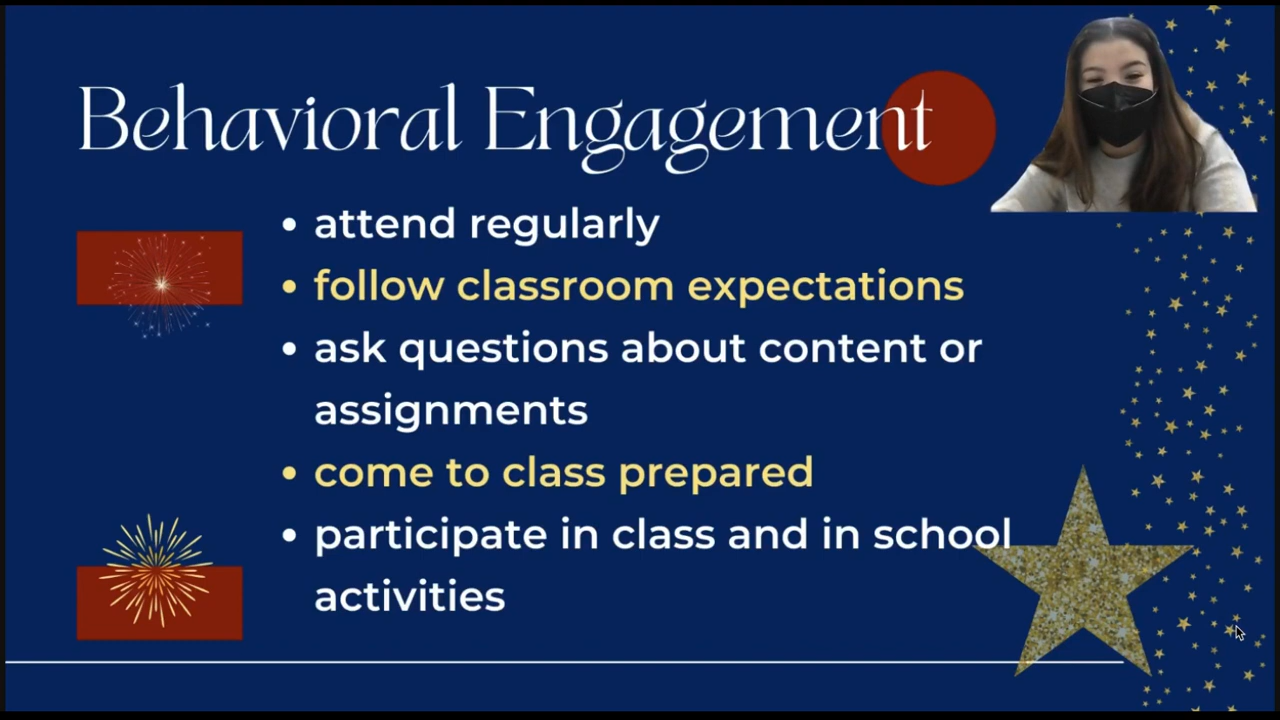 Behavioral Engagement
• attend regularly
• follow classroom expectations
• ask questions about content or
assignments
• come to class prepared
• participate in class and in school
activities